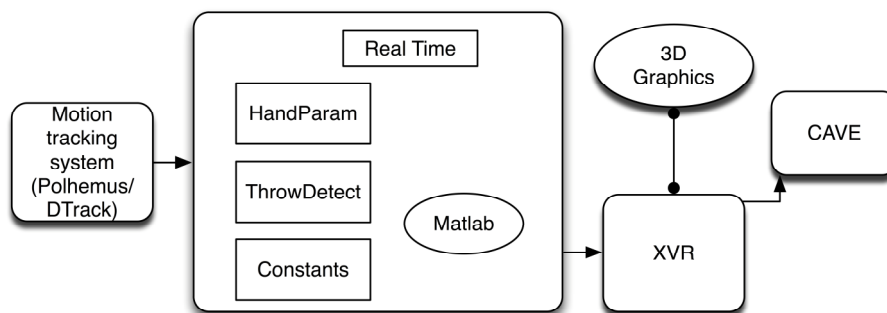 Motion
tracking
system
(Polhemus/
DTrack)
Real Time
HandParam
ThrowDetect
Constants
Matlab
3D
Graphics
XVR
CAVE